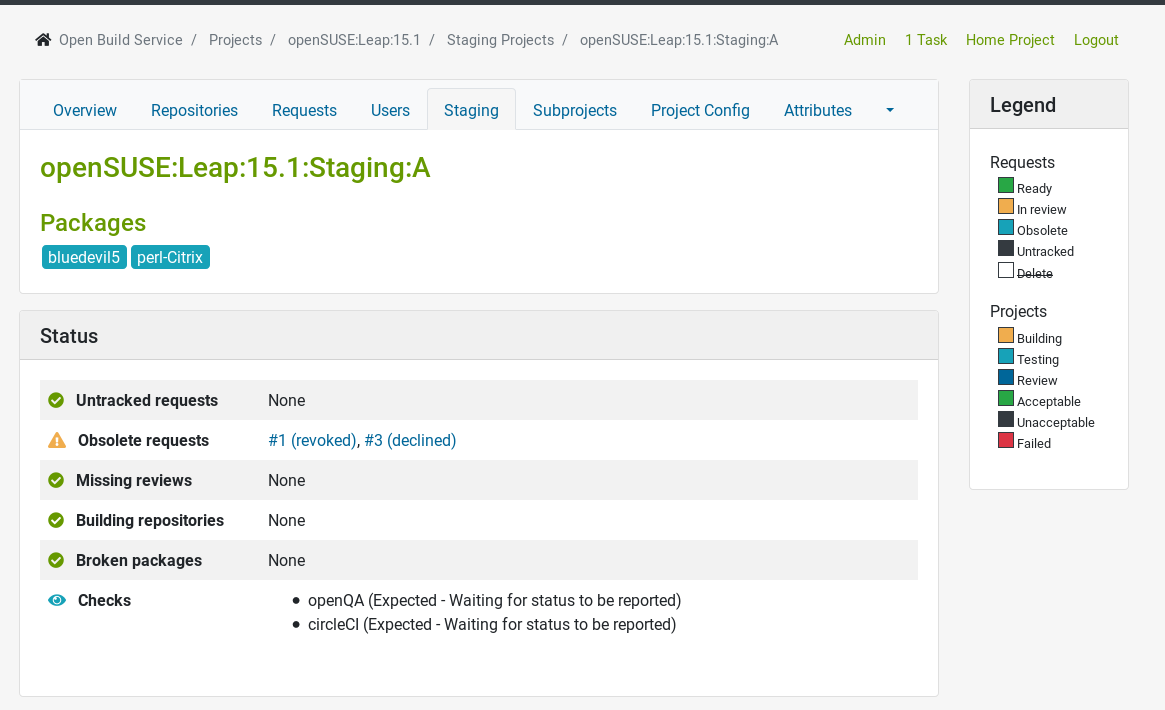 Open Build Service / Projects / openSUSE:Leap:15.1 / Staging Projects / openSUSE:Leap:15.1:Staging:A
Admin 1 Task Home Project Logout
Overview Repositories Requests Users Staging Subprojects Project Config Attributes
openSUSE:Leap:15.1:Staging:A
Packages
bluedevil5 perl-Citrix
Status
Untracked requests None
Obsolete requests #1 (revoked), #3 (declined)
Missing reviews None
Building repositories None
Broken packages None
Checks
• openQA (Expected - Waiting for status to be reported)
• circleCI (Expected - Waiting for status to be reported)
Legend
Requests
Ready
In review
Obsolete
Untracked
Delete
Projects
Building
Testing
Review
Acceptable
Unacceptable
Failed